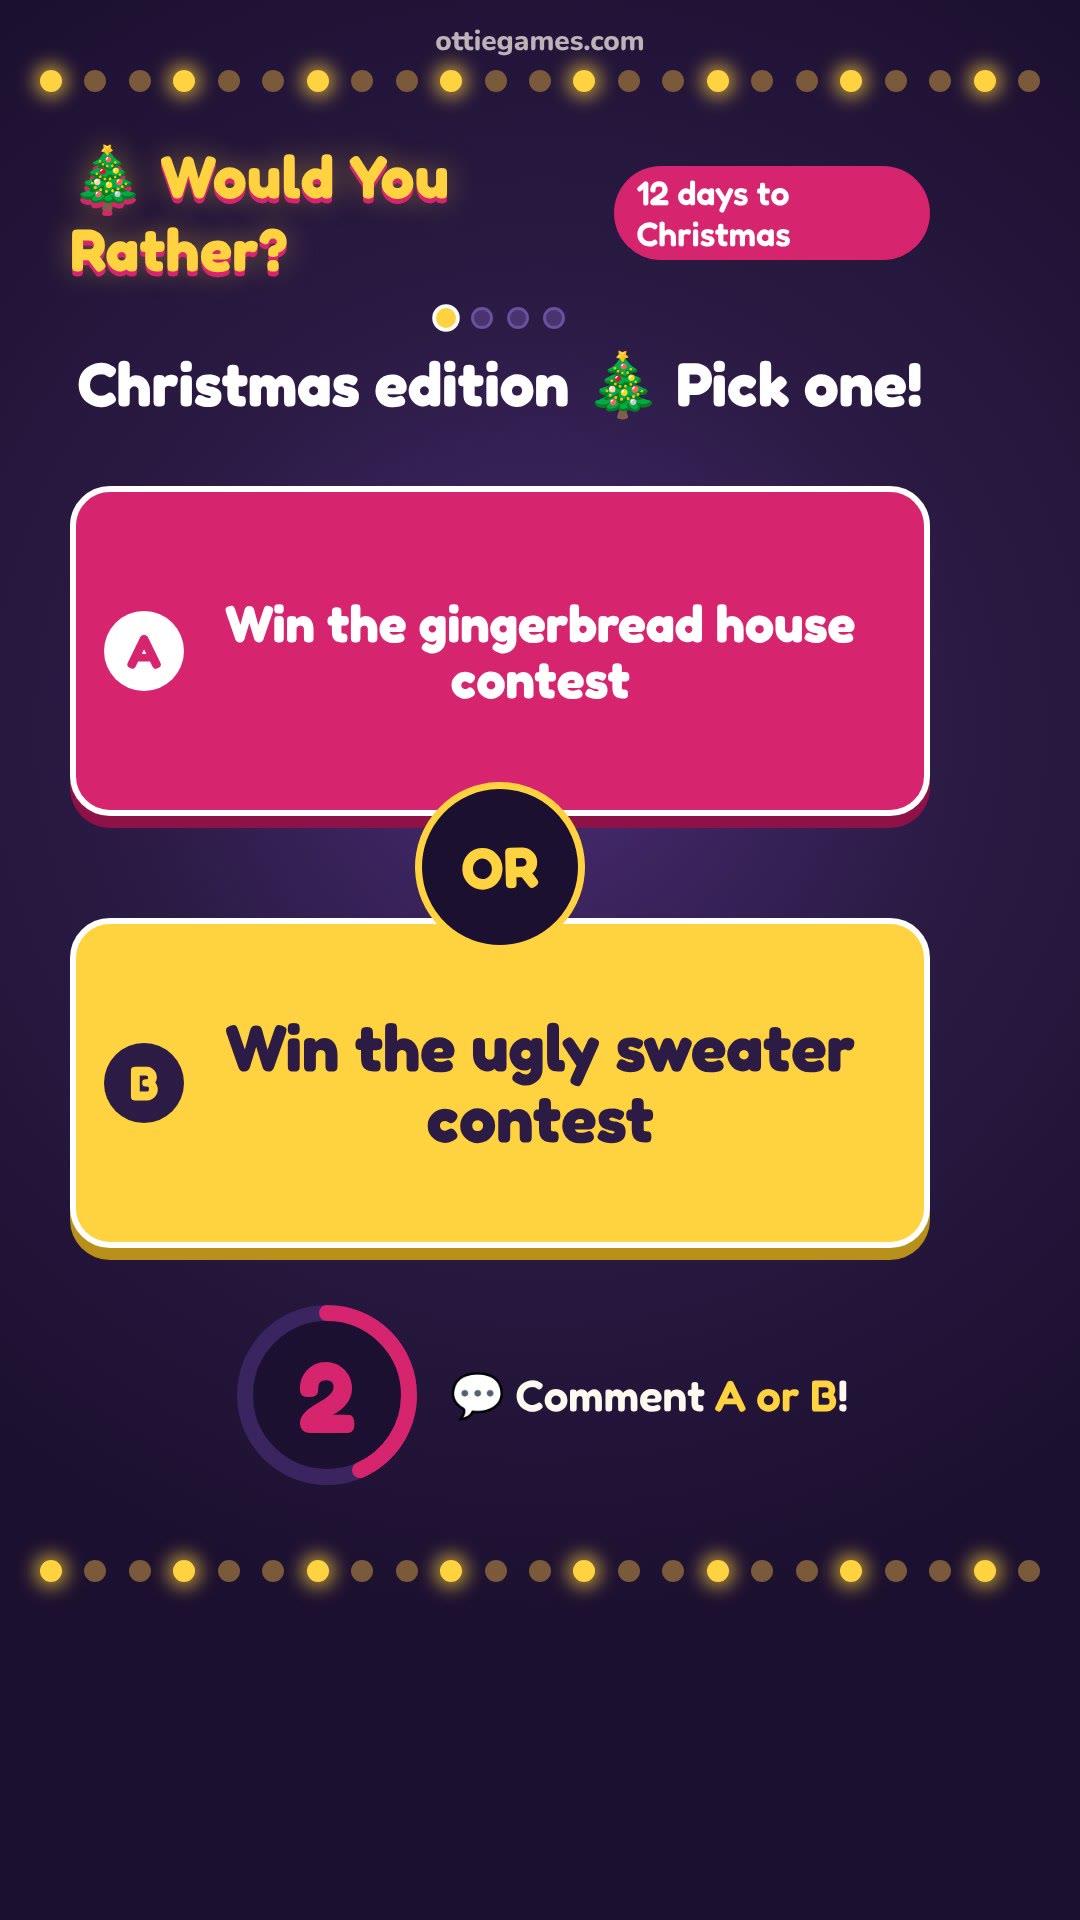 ottiegames.com
🎄 Would You
Rather?
12 days to
Christmas
Christmas edition 🎄 Pick one!
A
Win the gingerbread house
contest
OR
B
Win the ugly sweater
contest
2
💬 Comment A or B!